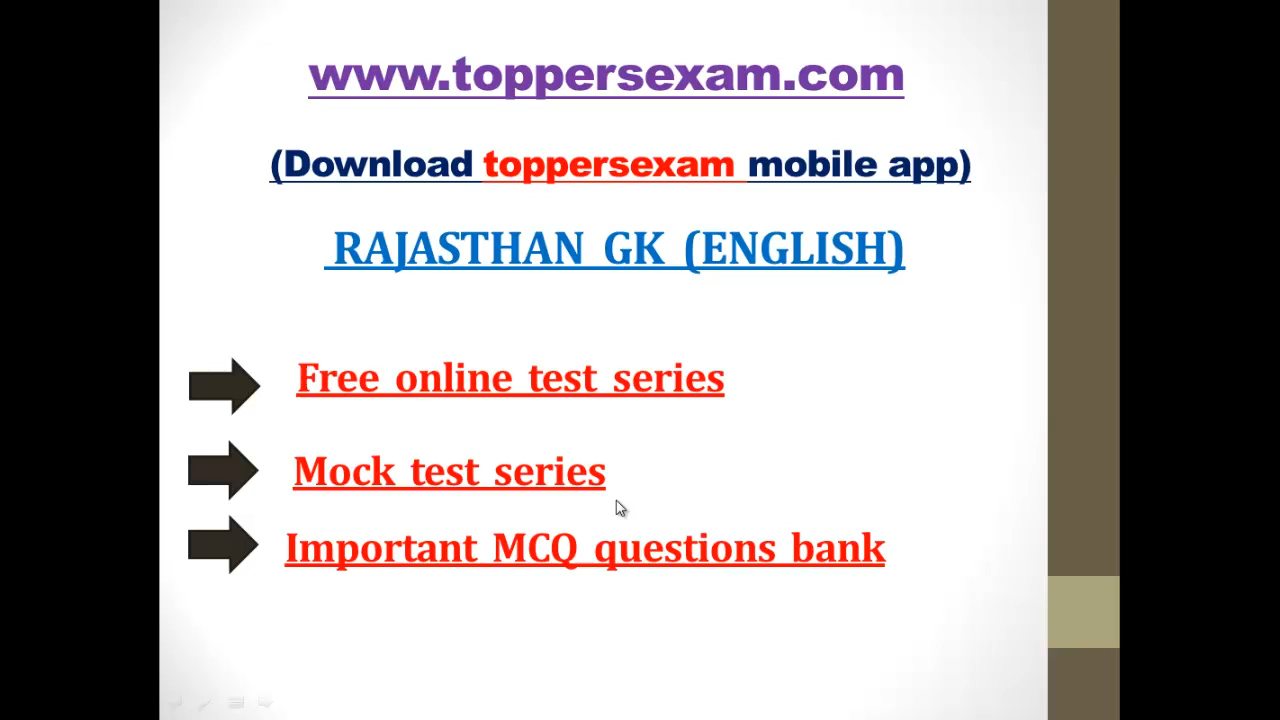 www.toppersexam.com
(Download toppersexam mobile app)
RAJASTHAN GK (ENGLISH)
Free online test series
Mock test series
Important MCQ questions bank